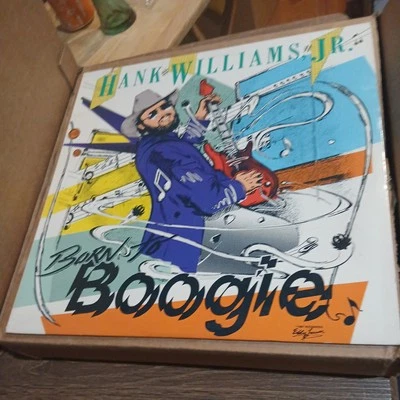 HANK WILLIAMS, JR.
BORN TO
Boogie